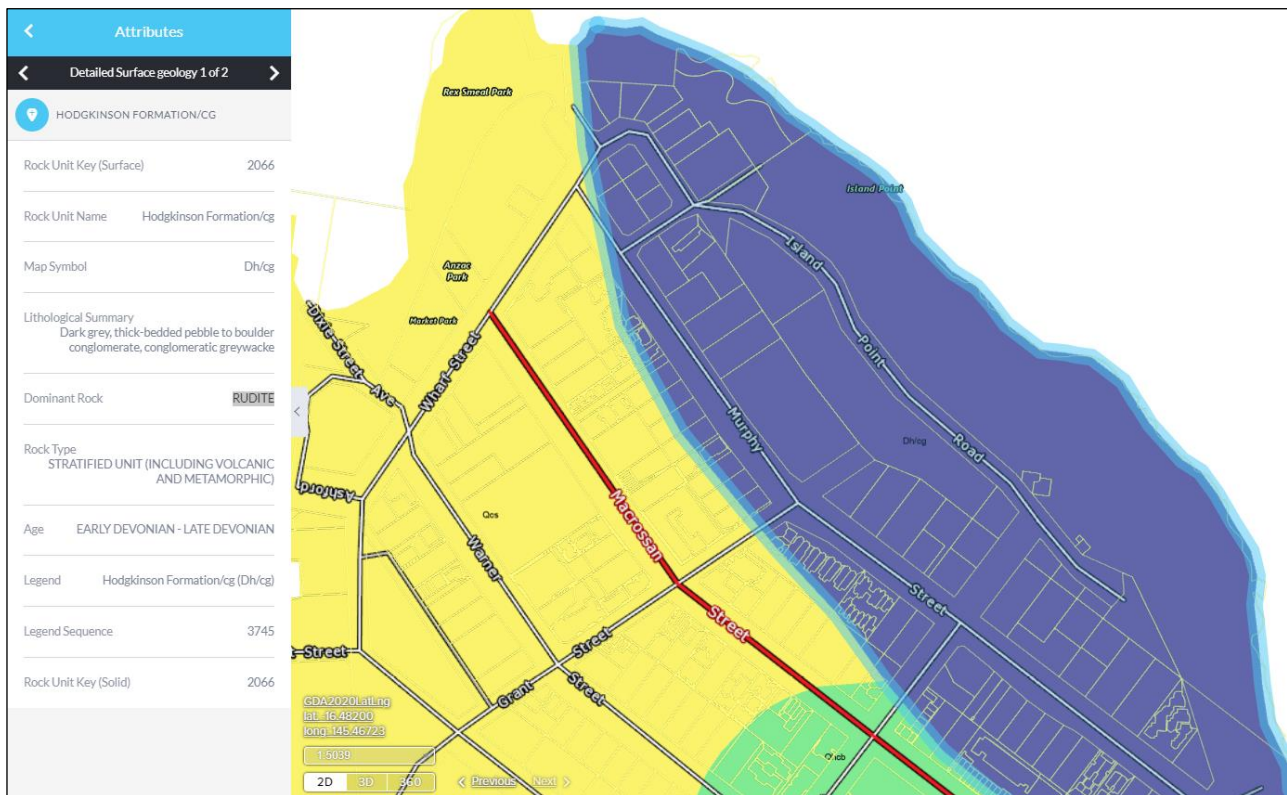 Attributes
Detailed Surface geology 1 of 2
HODGKINSON FORMATION/CG
Rock Unit Key (Surface) 2066
Rock Unit Name Hodgkinson Formation/cg
Map Symbol Dh/cg
Lithological Summary
Dark grey, thick-bedded pebble to boulder
conglomerate, conglomeratic greywacke
Dominant Rock RUDITE
Rock Type
STRATIFIED UNIT (INCLUDING VOLCANIC
AND METAMORPHIC)
Age EARLY DEVONIAN - LATE DEVONIAN
Legend Hodgkinson Formation/cg (Dh/cg)
Legend Sequence 3745
Rock Unit Key (Solid) 2066
Rex Smeal Park
Island Point
Anzac
Park
Market Park
Dixie Street
Ave
Wharf Street
Island Point Road
Murphy Street
Dh/cg
Macrossan Street
Ashford
Warner Street
Grant Street
Street
GDA2020LatLng
lat: -16.48200
long: 145.46723
1:5039
2D 3D 360
Previous Next